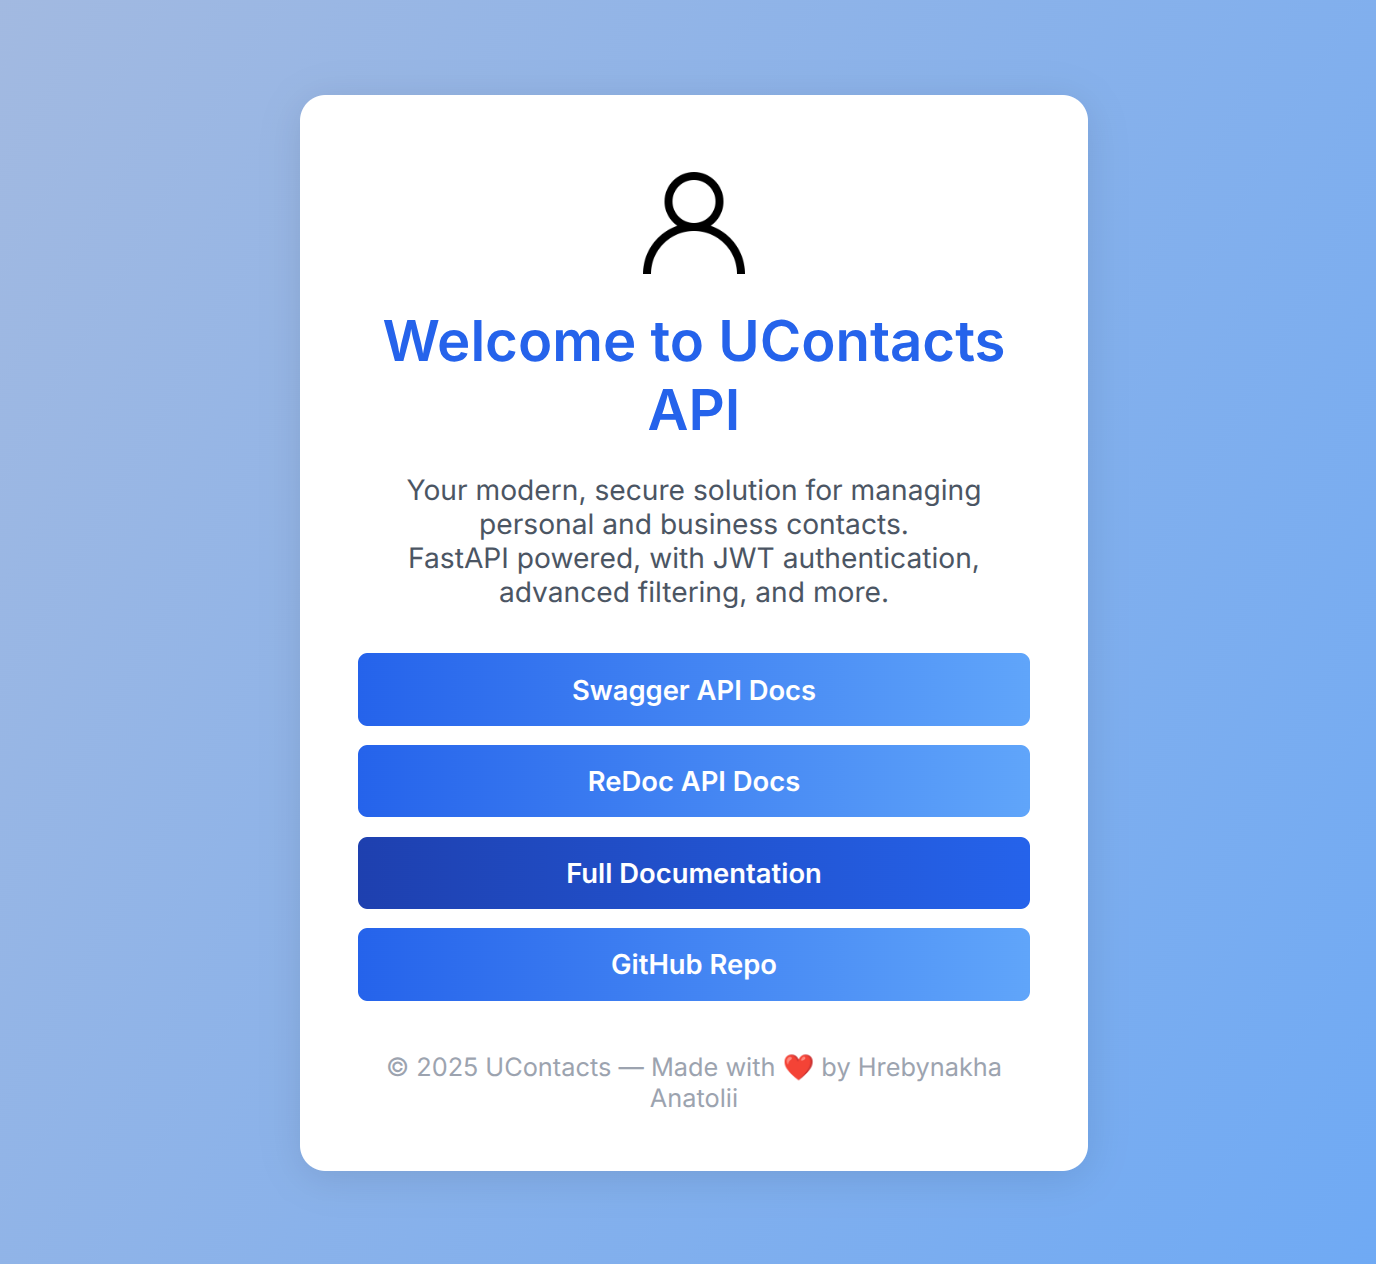 Welcome to UContacts
API
Your modern, secure solution for managing
personal and business contacts.
FastAPI powered, with JWT authentication,
advanced filtering, and more.
Swagger API Docs
ReDoc API Docs
Full Documentation
GitHub Repo
© 2025 UContacts — Made with ❤️ by Hrebynakha
Anatolii